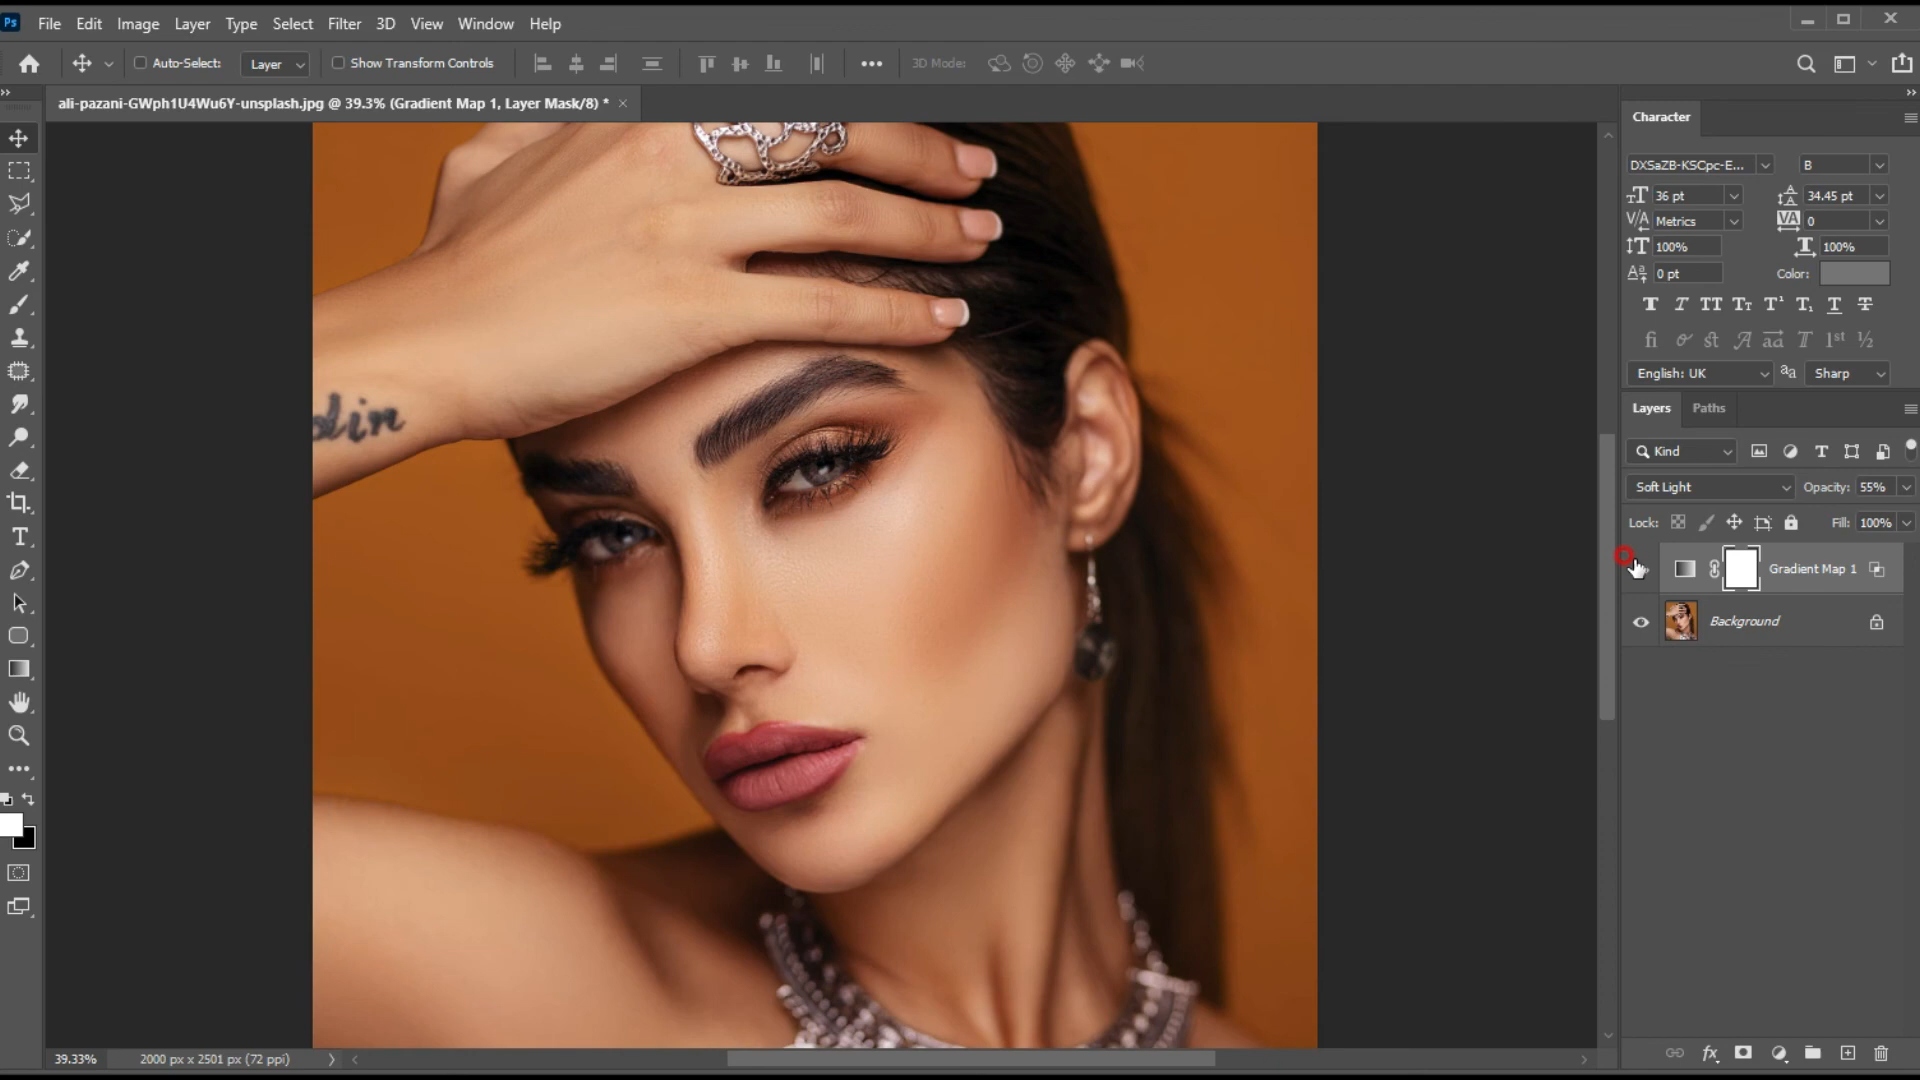 Ps File Edit Image Layer Type Select Filter 3D View Window Help
Auto-Select: Layer Show Transform Controls 3D Mode:
ali-pazani-GWph1U4Wu6Y-unsplash.jpg @ 39.3% (Gradient Map 1, Layer Mask/8) *
Character
DXSaZB-KSCpc-E... B
36 pt 34.45 pt
Metrics 0
100% 100%
0 pt Color:
English: UK Sharp
Layers Paths
Kind
Soft Light Opacity: 55%
Lock: Fill: 100%
Gradient Map 1
Background
39.33% 2000 px x 2501 px (72 ppi)